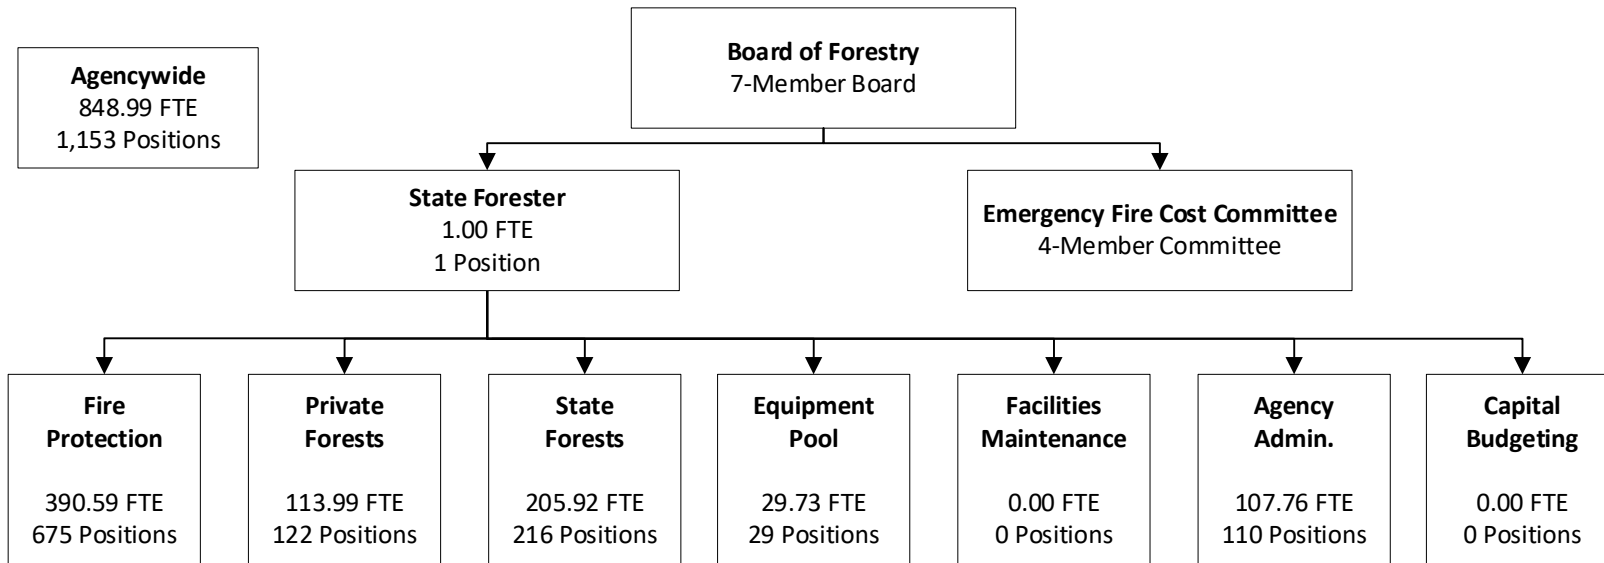 Agencywide
848.99 FTE
1,153 Positions
Board of Forestry
7-Member Board
State Forester
1.00 FTE
1 Position
Emergency Fire Cost Committee
4-Member Committee
Fire
Protection
390.59 FTE
675 Positions
Private
Forests
113.99 FTE
122 Positions
State
Forests
205.92 FTE
216 Positions
Equipment
Pool
29.73 FTE
29 Positions
Facilities
Maintenance
0.00 FTE
0 Positions
Agency
Admin.
107.76 FTE
110 Positions
Capital
Budgeting
0.00 FTE
0 Positions